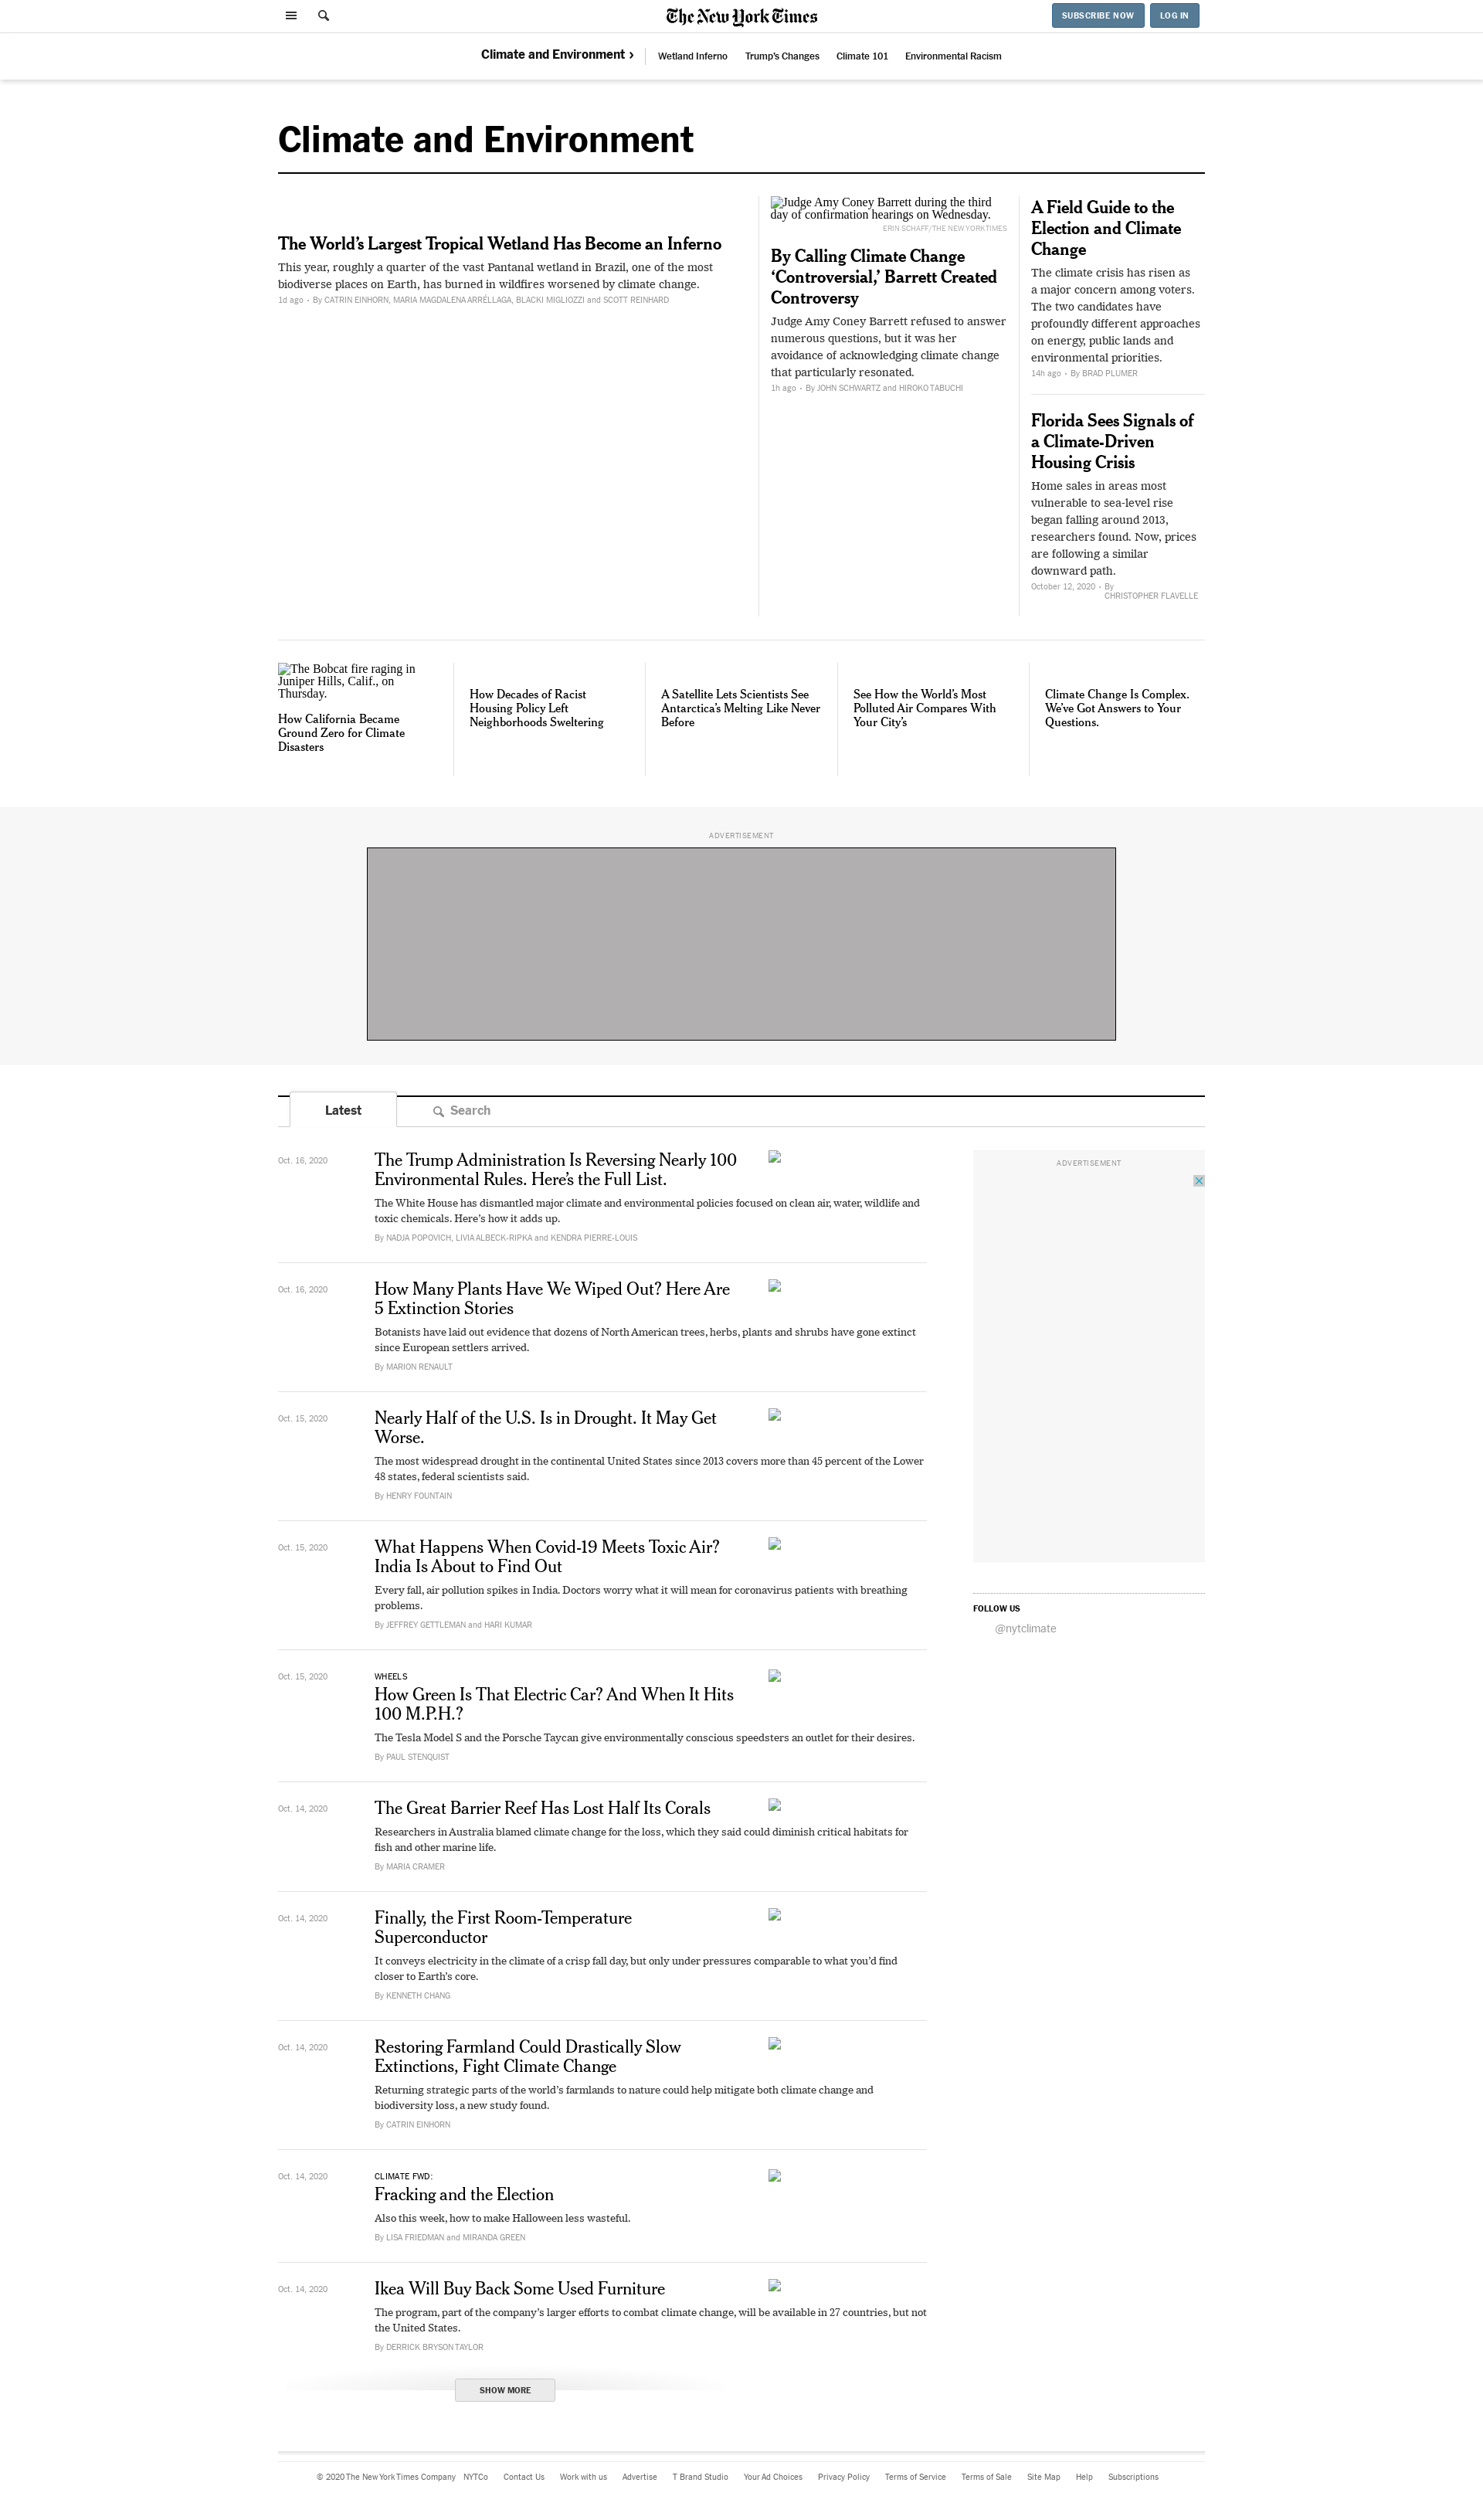 The New York Times
SUBSCRIBE NOW
LOG IN
Climate and Environment ›
Wetland Inferno
Trump's Changes
Climate 101
Environmental Racism
Climate and Environment
The World’s Largest Tropical Wetland Has Become an Inferno
This year, roughly a quarter of the vast Pantanal wetland in Brazil, one of the most
biodiverse places on Earth, has burned in wildfires worsened by climate change.
1d ago • By CATRIN EINHORN, MARIA MAGDALENA ARRÉLLAGA, BLACKI MIGLIOZZI and SCOTT REINHARD
Judge Amy Coney Barrett during the third
day of confirmation hearings on Wednesday.
ERIN SCHAFF/THE NEW YORK TIMES
By Calling Climate Change
‘Controversial,’ Barrett Created
Controversy
Judge Amy Coney Barrett refused to answer
numerous questions, but it was her
avoidance of acknowledging climate change
that particularly resonated.
1h ago • By JOHN SCHWARTZ and HIROKO TABUCHI
A Field Guide to the
Election and Climate
Change
The climate crisis has risen as
a major concern among voters.
The two candidates have
profoundly different approaches
on energy, public lands and
environmental priorities.
14h ago • By BRAD PLUMER
Florida Sees Signals of
a Climate-Driven
Housing Crisis
Home sales in areas most
vulnerable to sea-level rise
began falling around 2013,
researchers found. Now, prices
are following a similar
downward path.
October 12, 2020 • By
CHRISTOPHER FLAVELLE
The Bobcat fire raging in
Juniper Hills, Calif., on
Thursday.
How California Became
Ground Zero for Climate
Disasters
How Decades of Racist
Housing Policy Left
Neighborhoods Sweltering
A Satellite Lets Scientists See
Antarctica’s Melting Like Never
Before
See How the World’s Most
Polluted Air Compares With
Your City’s
Climate Change Is Complex.
We’ve Got Answers to Your
Questions.
ADVERTISEMENT
Latest
Search
Oct. 16, 2020
The Trump Administration Is Reversing Nearly 100
Environmental Rules. Here’s the Full List.
The White House has dismantled major climate and environmental policies focused on clean air, water, wildlife and
toxic chemicals. Here’s how it adds up.
By NADJA POPOVICH, LIVIA ALBECK-RIPKA and KENDRA PIERRE-LOUIS
ADVERTISEMENT
Oct. 16, 2020
How Many Plants Have We Wiped Out? Here Are
5 Extinction Stories
Botanists have laid out evidence that dozens of North American trees, herbs, plants and shrubs have gone extinct
since European settlers arrived.
By MARION RENAULT
Oct. 15, 2020
Nearly Half of the U.S. Is in Drought. It May Get
Worse.
The most widespread drought in the continental United States since 2013 covers more than 45 percent of the Lower
48 states, federal scientists said.
By HENRY FOUNTAIN
Oct. 15, 2020
What Happens When Covid-19 Meets Toxic Air?
India Is About to Find Out
Every fall, air pollution spikes in India. Doctors worry what it will mean for coronavirus patients with breathing
problems.
By JEFFREY GETTLEMAN and HARI KUMAR
FOLLOW US
@nytclimate
Oct. 15, 2020
WHEELS
How Green Is That Electric Car? And When It Hits
100 M.P.H.?
The Tesla Model S and the Porsche Taycan give environmentally conscious speedsters an outlet for their desires.
By PAUL STENQUIST
Oct. 14, 2020
The Great Barrier Reef Has Lost Half Its Corals
Researchers in Australia blamed climate change for the loss, which they said could diminish critical habitats for
fish and other marine life.
By MARIA CRAMER
Oct. 14, 2020
Finally, the First Room-Temperature
Superconductor
It conveys electricity in the climate of a crisp fall day, but only under pressures comparable to what you’d find
closer to Earth’s core.
By KENNETH CHANG
Oct. 14, 2020
Restoring Farmland Could Drastically Slow
Extinctions, Fight Climate Change
Returning strategic parts of the world’s farmlands to nature could help mitigate both climate change and
biodiversity loss, a new study found.
By CATRIN EINHORN
Oct. 14, 2020
CLIMATE FWD:
Fracking and the Election
Also this week, how to make Halloween less wasteful.
By LISA FRIEDMAN and MIRANDA GREEN
Oct. 14, 2020
Ikea Will Buy Back Some Used Furniture
The program, part of the company’s larger efforts to combat climate change, will be available in 27 countries, but not
the United States.
By DERRICK BRYSON TAYLOR
SHOW MORE
© 2020 The New York Times Company
NYTCo
Contact Us
Work with us
Advertise
T Brand Studio
Your Ad Choices
Privacy Policy
Terms of Service
Terms of Sale
Site Map
Help
Subscriptions